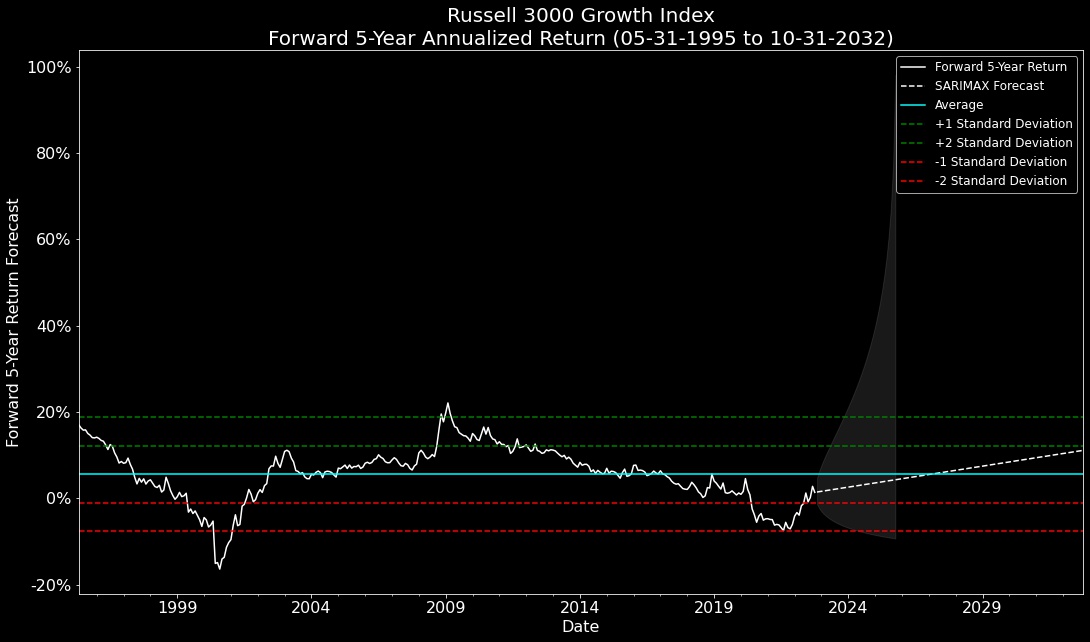 Russell 3000 Growth Index
Forward 5-Year Annualized Return (05-31-1995 to 10-31-2032)
Forward 5-Year Return Forecast
100%
80%
60%
40%
20%
0%
-20%
Forward 5-Year Return
SARIMAX Forecast
Average
+1 Standard Deviation
+2 Standard Deviation
-1 Standard Deviation
-2 Standard Deviation
1999 2004 2009 2014 2019 2024 2029
Date